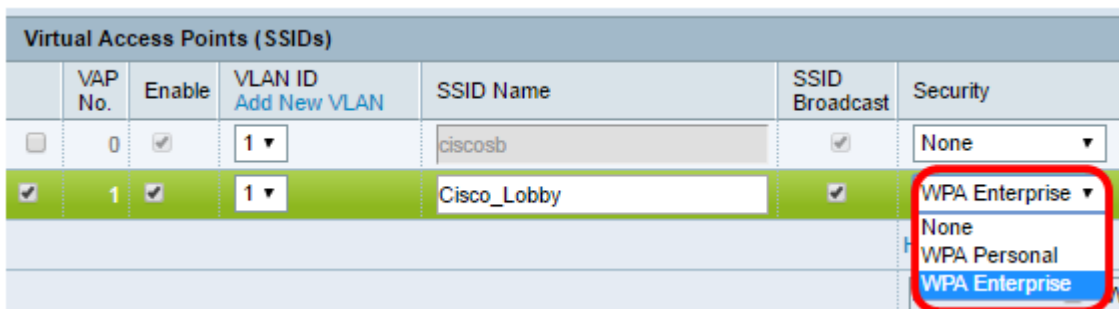 Virtual Access Points (SSIDs)
VAP No. Enable VLAN ID Add New VLAN SSID Name SSID Broadcast Security
0 1 ciscosb None
1 1 Cisco_Lobby WPA Enterprise
None
WPA Personal
WPA Enterprise